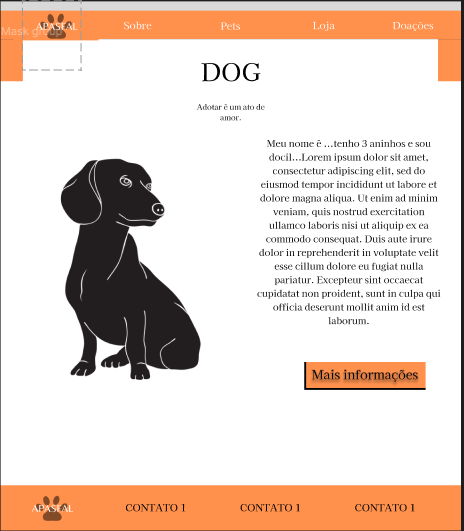 Mask group
APASFAL
Sobre
Pets
Loja
Doações
DOG
Adotar é um ato de
amor.
Meu nome é ...tenho 3 aninhos e sou
docil...Lorem ipsum dolor sit amet,
consectetur adipiscing elit, sed do
eiusmod tempor incididunt ut labore et
dolore magna aliqua. Ut enim ad minim
veniam, quis nostrud exercitation
ullamco laboris nisi ut aliquip ex ea
commodo consequat. Duis aute irure
dolor in reprehenderit in voluptate velit
esse cillum dolore eu fugiat nulla
pariatur. Excepteur sint occaecat
cupidatat non proident, sunt in culpa qui
officia deserunt mollit anim id est
laborum.
Mais informações
APASFAL
CONTATO 1
CONTATO 1
CONTATO 1